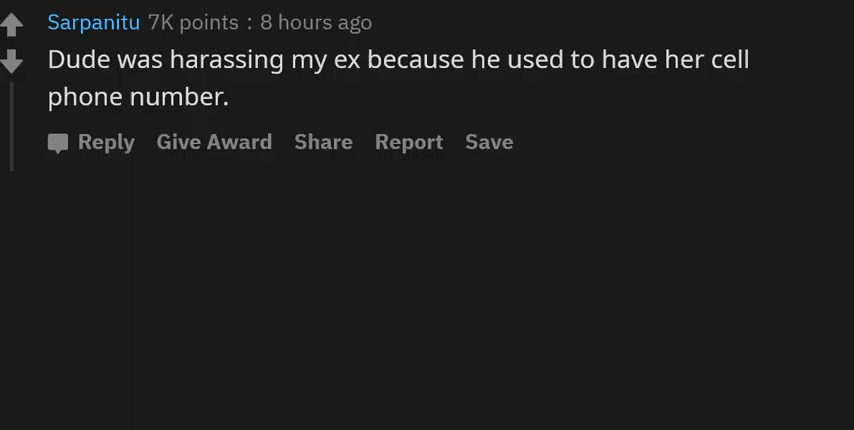 Sarpanitu 7K points : 8 hours ago
Dude was harassing my ex because he used to have her cell
phone number.
Reply Give Award Share Report Save